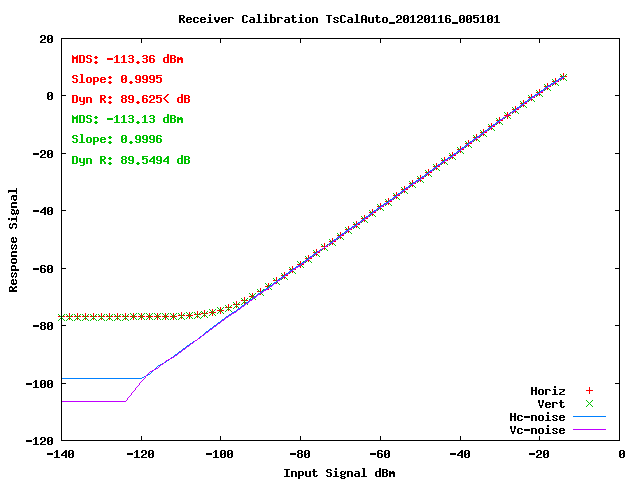 Receiver Calibration TsCalAuto_20120116_005101
20
0
-20
-40
-60
-80
-100
-120
Response Signal
MDS: -113.36 dBm
Slope: 0.9995
Dyn R: 89.625< dB
MDS: -113.13 dBm
Slope: 0.9996
Dyn R: 89.5494 dB
Horiz
Vert
Hc-noise
Vc-noise
-140 -120 -100 -80 -60 -40 -20 0
Input Signal dBm